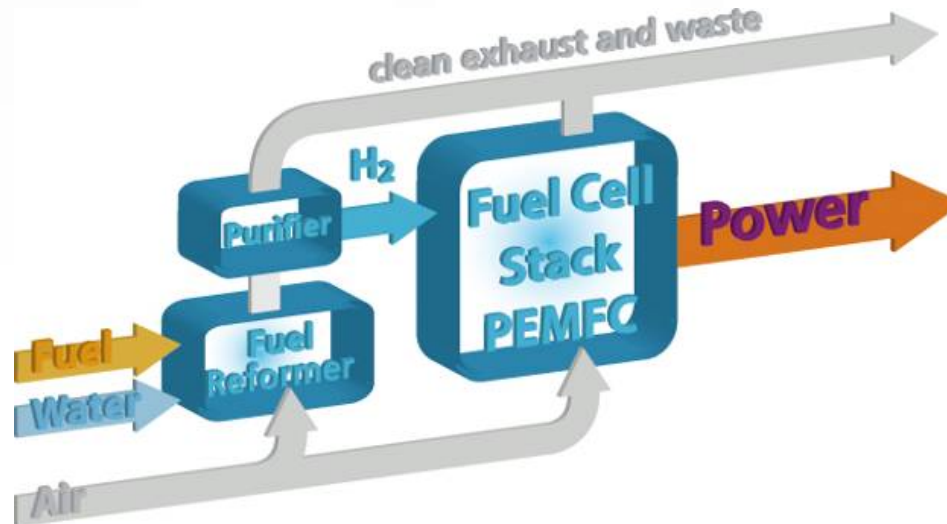 clean exhaust and waste
H₂
Purifier
Fuel Cell
Stack
PEMFC
Power
Fuel
Reformer
Fuel
Water
Air